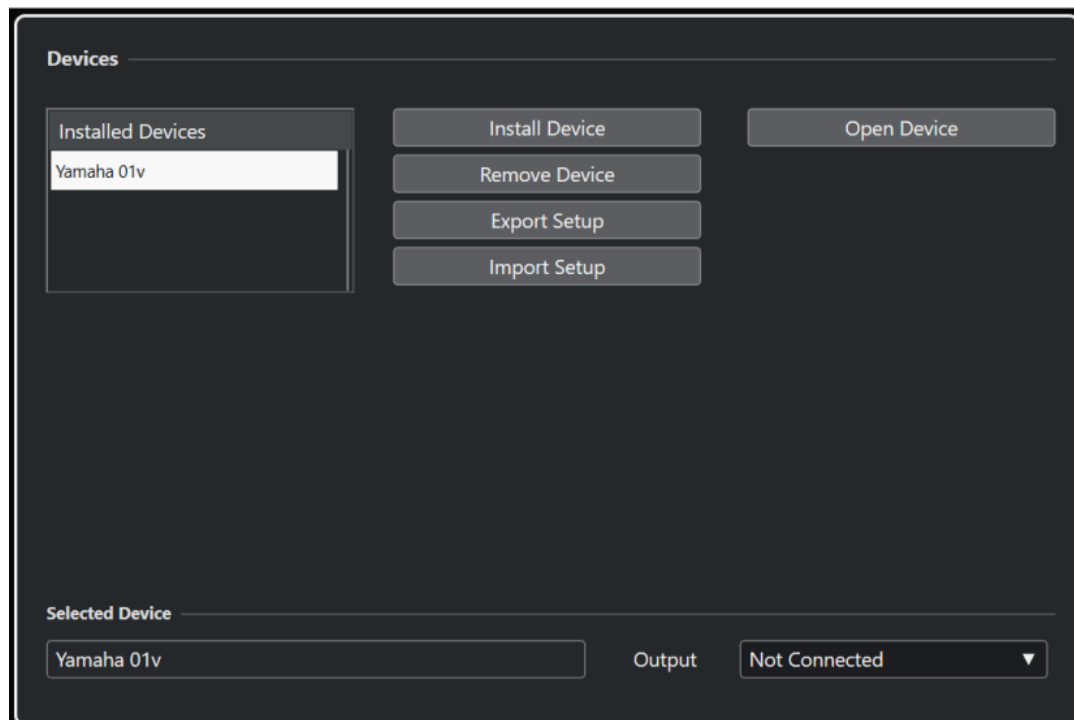 Devices
Installed Devices
Yamaha 01v
Install Device
Remove Device
Export Setup
Import Setup
Open Device
Selected Device
Yamaha 01v
Output
Not Connected